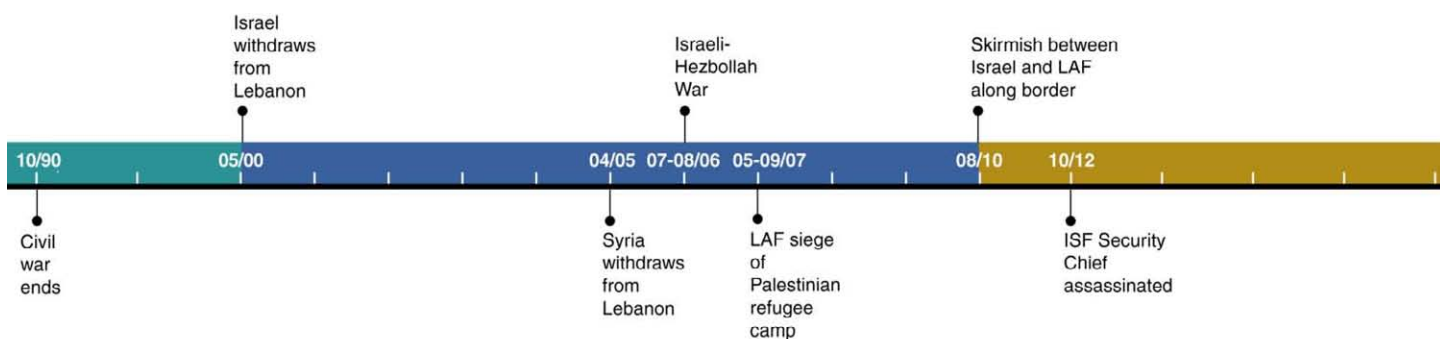 Israel
withdraws
from
Lebanon
Israeli-
Hezbollah
War
Skirmish between
Israel and LAF
along border
10/90
05/00
04/05
07-08/06
05-09/07
08/10
10/12
Civil
war
ends
Syria
withdraws
from
Lebanon
LAF siege
of
Palestinian
refugee
camp
ISF Security
Chief
assassinated